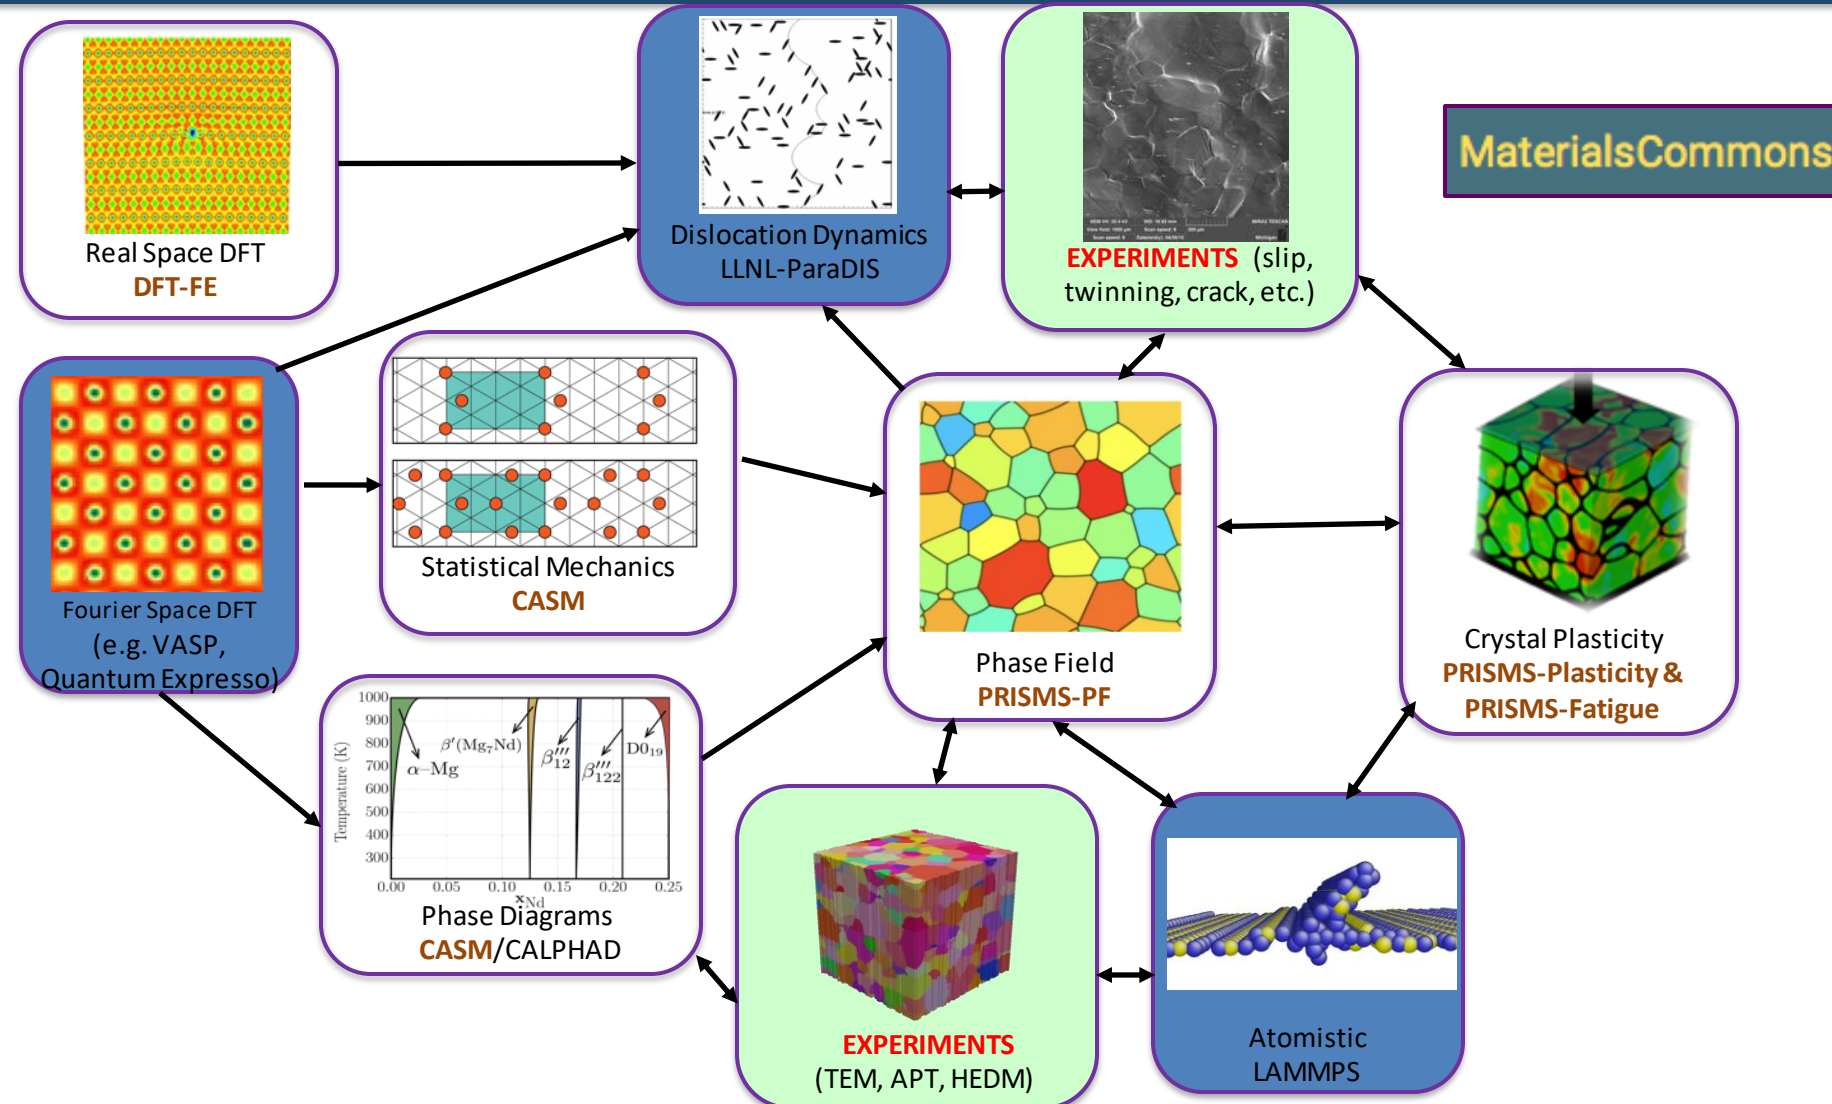 Real Space DFT
DFT-FE
Dislocation Dynamics
LLNL-ParaDIS
EXPERIMENTS (slip,
twinning, crack, etc.)
MaterialsCommons
Fourier Space DFT
(e.g. VASP,
Quantum Expresso)
Statistical Mechanics
CASM
Phase Field
PRISMS-PF
Crystal Plasticity
PRISMS-Plasticity &
PRISMS-Fatigue
Temperature (K)
1000
900
800
700
600
500
400
300
α–Mg
β′(Mg₇Nd)
β‴₁₂
β‴₁₂₂
D0₁₉
0.00 0.05 0.10 0.15 0.20 0.25
xNd
Phase Diagrams
CASM/CALPHAD
EXPERIMENTS
(TEM, APT, HEDM)
Atomistic
LAMMPS